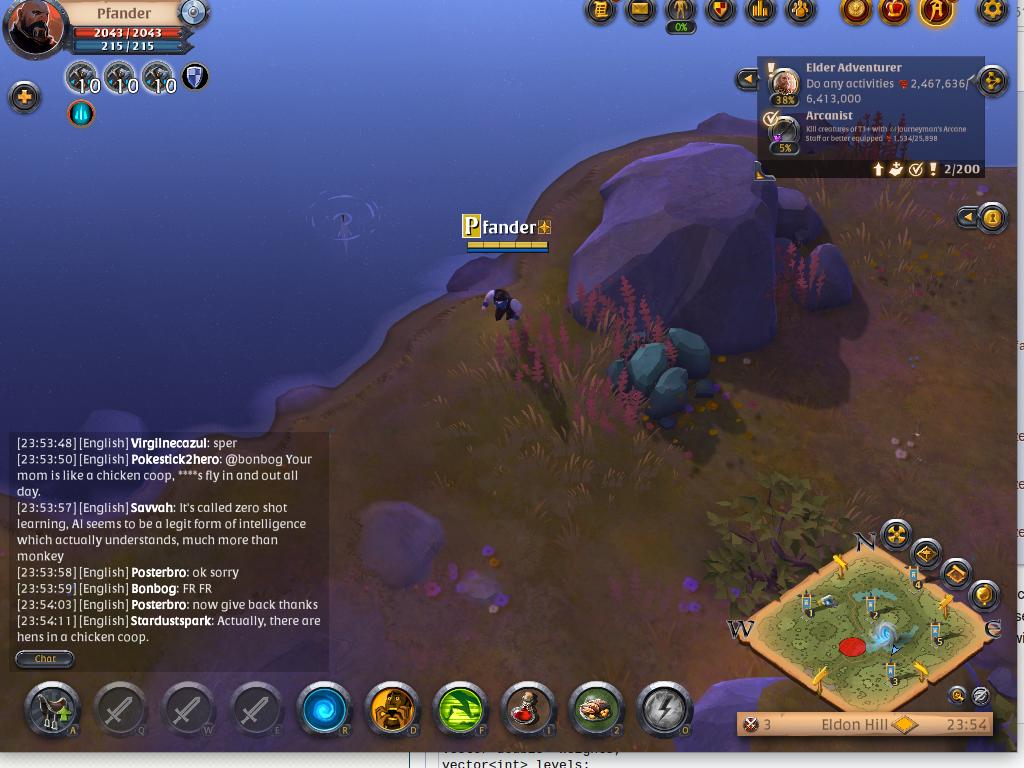 Pfander
2043/2043
215/215
10 10 10
0%
Elder Adventurer
Do any activities 2,467,636/
6,413,000
38%
Arcanist
Kill creatures of T3+ with Journeyman's Arcane
Staff or better equipped 1,534/25,898
5%
2/200
Pfander
[23:53:48] [English] Virgilnecazul: sper
[23:53:50] [English] Pokestick2hero: @bonbog Your
mom is like a chicken coop, ****s fly in and out all
day.
[23:53:57] [English] Savvah: It's called zero shot
learning, AI seems to be a legit form of intelligence
which actually understands, much more than
monkey
[23:53:58] [English] Posterbro: ok sorry
[23:53:59] [English] Bonbog: FR FR
[23:54:03] [English] Posterbro: now give back thanks
[23:54:11] [English] Stardustspark: Actually, there are
hens in a chicken coop.
Chat
N
W
E
1
2
3
4
5
A
Q
W
E
R
D
F
1
2
O
3 Eldon Hill 23:54
vector<int> levels;